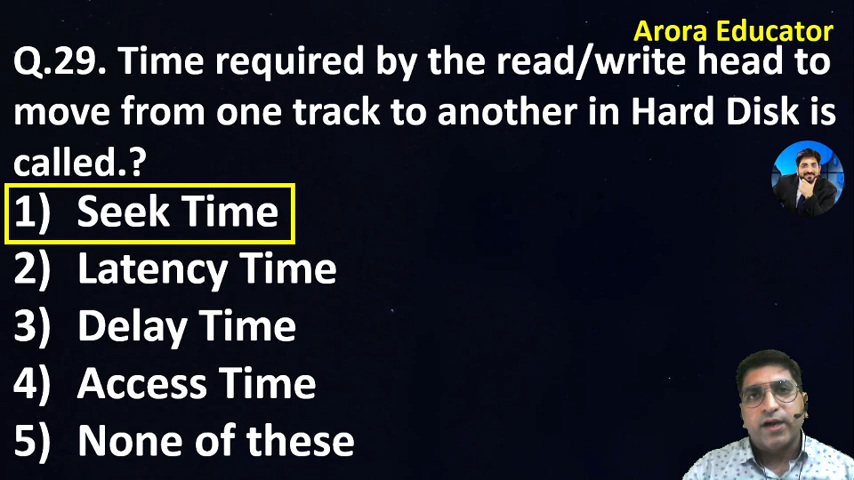 Arora Educator
Q.29. Time required by the read/write head to
move from one track to another in Hard Disk is
called.?
1) Seek Time
2) Latency Time
3) Delay Time
4) Access Time
5) None of these